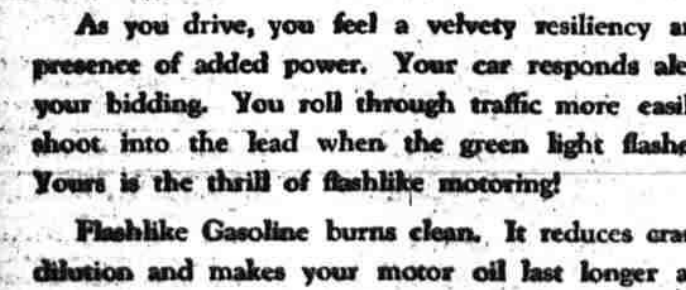 As you drive, you feel a velvety resiliency a
presence of added power. Your car responds ale
your bidding. You roll through traffic more easil
shoot into the lead when the green light flashe
Yours is the thrill of flashlike motoring!
Flashlike Gasoline burns clean. It reduces cra
dilution and makes your motor oil last longer a